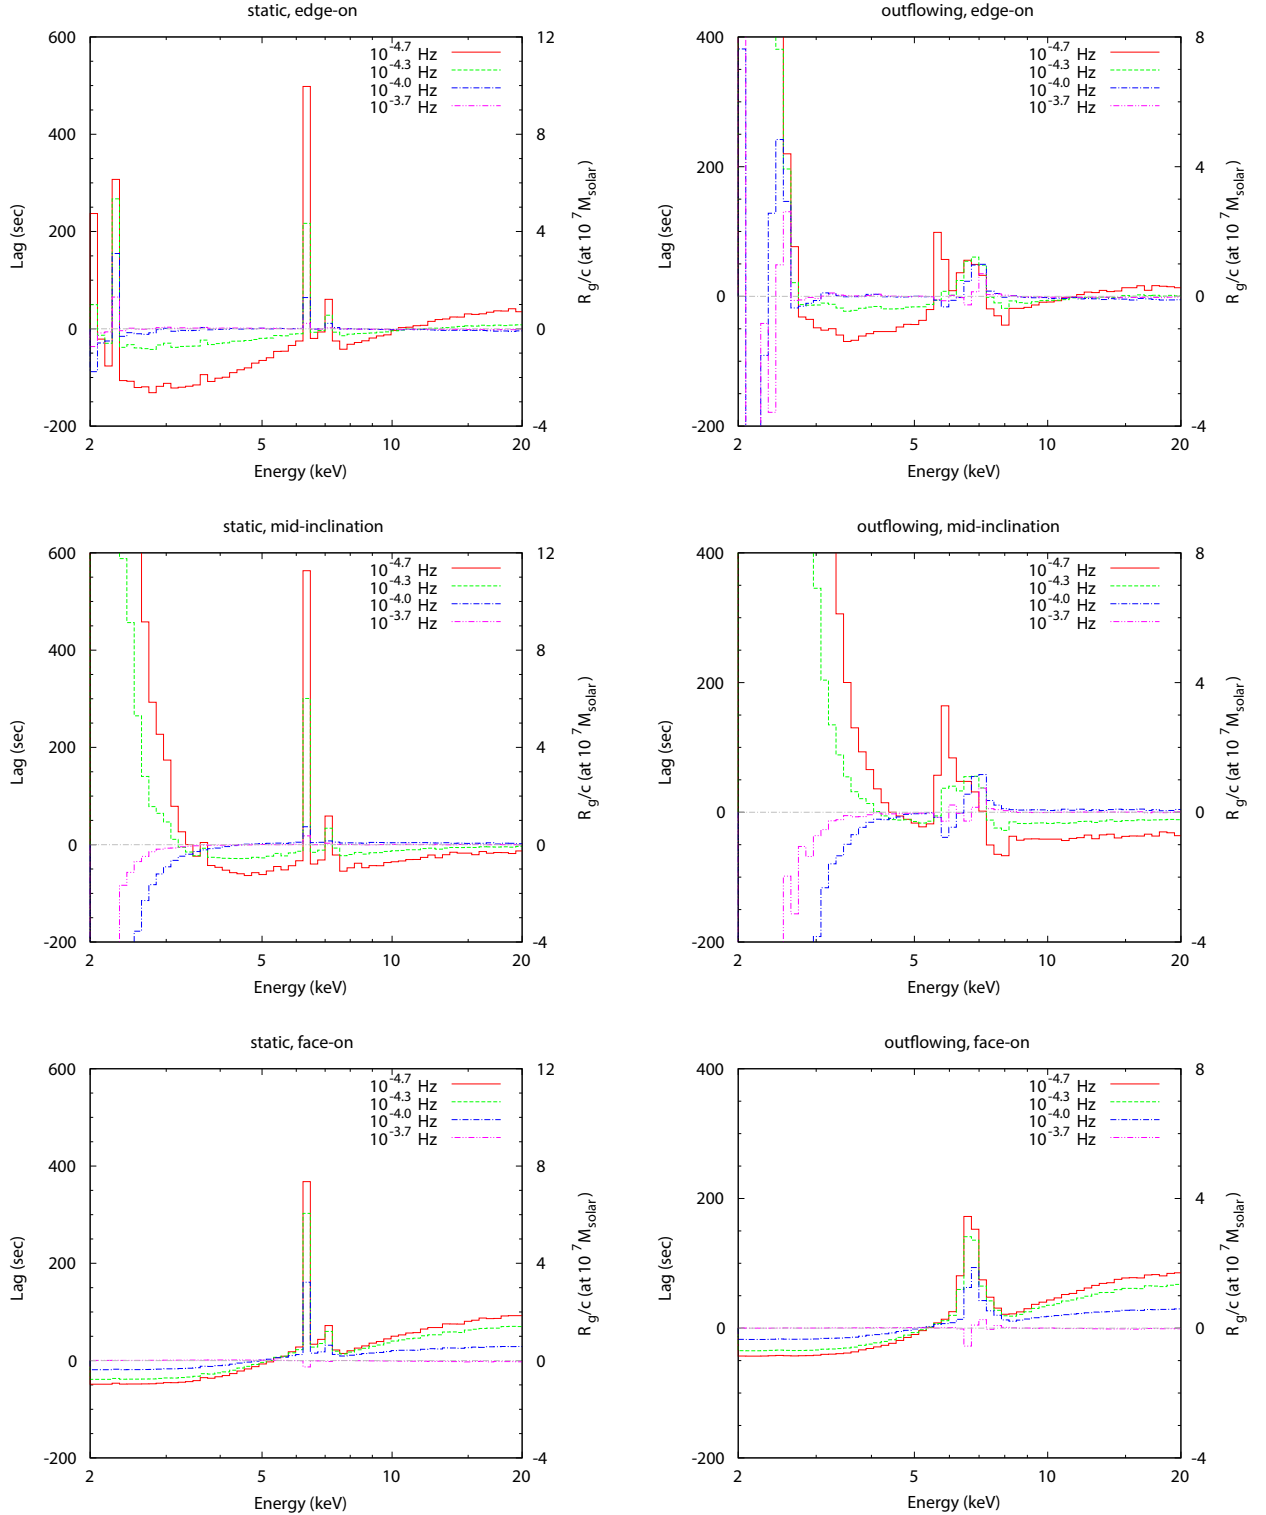 static, edge-on
600
400
200
0
-200
12
8
4
0
-4
2
5
10
20
Lag (sec)
Energy (keV)
R g/c (at 10 7 Msolar)
10-4.7 Hz
10-4.3 Hz
10-4.0 Hz
10-3.7 Hz
outflowing, edge-on
400
200
0
-200
8
4
0
-4
2
5
10
20
Lag (sec)
Energy (keV)
R g/c (at 10 7 Msolar)
10-4.7 Hz
10-4.3 Hz
10-4.0 Hz
10-3.7 Hz
static, mid-inclination
600
400
200
0
-200
12
8
4
0
-4
2
5
10
20
Lag (sec)
Energy (keV)
R g/c (at 10 7 Msolar)
10-4.7 Hz
10-4.3 Hz
10-4.0 Hz
10-3.7 Hz
outflowing, mid-inclination
400
200
0
-200
8
4
0
-4
2
5
10
20
Lag (sec)
Energy (keV)
R g/c (at 10 7 Msolar)
10-4.7 Hz
10-4.3 Hz
10-4.0 Hz
10-3.7 Hz
static, face-on
600
400
200
0
-200
12
8
4
0
-4
2
5
10
20
Lag (sec)
Energy (keV)
R g/c (at 10 7 Msolar)
10-4.7 Hz
10-4.3 Hz
10-4.0 Hz
10-3.7 Hz
outflowing, face-on
400
200
0
-200
8
4
0
-4
2
5
10
20
Lag (sec)
Energy (keV)
R g/c (at 10 7 Msolar)
10-4.7 Hz
10-4.3 Hz
10-4.0 Hz
10-3.7 Hz